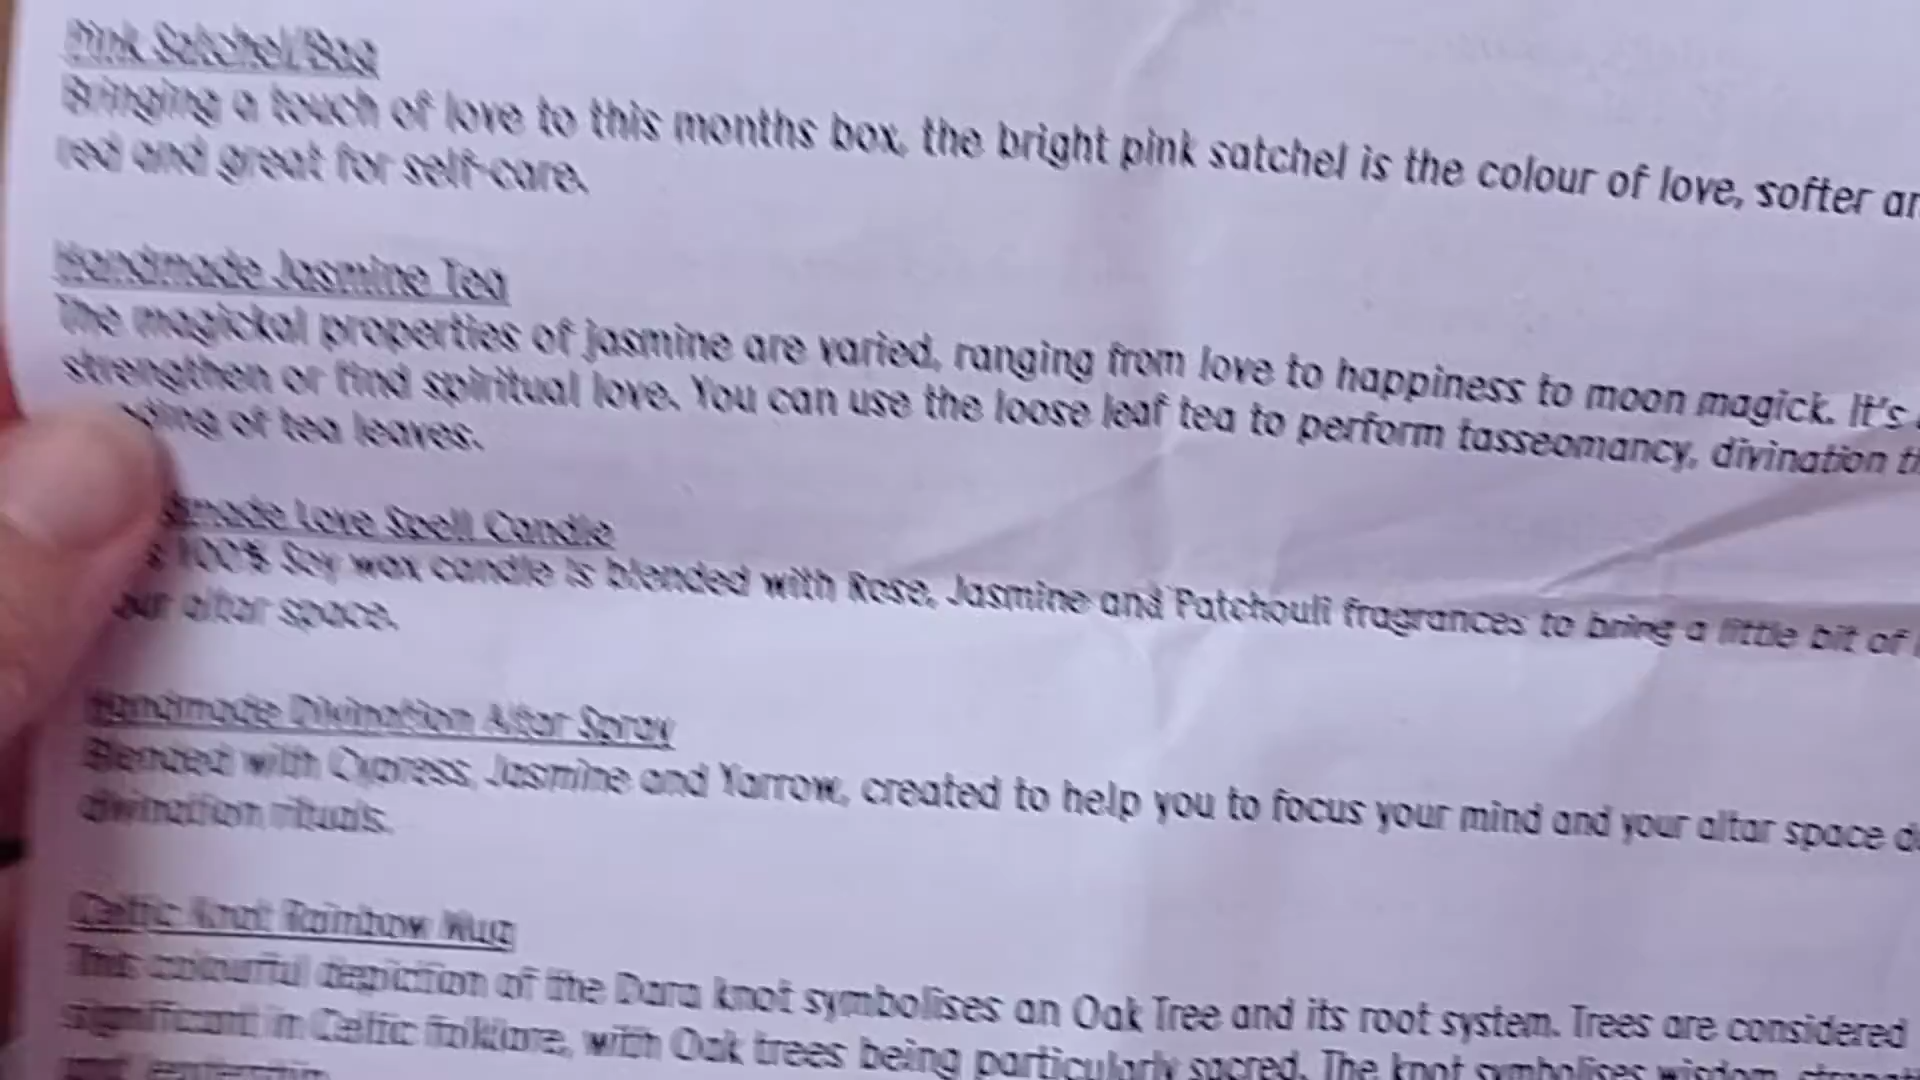 Pink Satchel/Bag
Bringing a touch of love to this months box, the bright pink satchel is the colour of love, softer
red and great for self-care.
Handmade Jasmine Tea
The magickal properties of jasmine are varied, ranging from love to happiness to moon magick. It's
strengthen or find spiritual love. You can use the loose leaf tea to perform tasseomancy, divination
of tea leaves.
Love Spell Candle
100% Soy wax candle is blended with Rose, Jasmine and Patchouli fragrances to bring a little bit of
altar space.
Handmade Divination Altar Spray
Blended with Cypress, Jasmine and Yarrow, created to help you to focus your mind and your altar space
divination rituals.
Celtic Knot Rainbow Mug
This colourful depiction of the Dara knot symbolises an Oak Tree and its root system. Trees are considered
significant in Celtic folklore, with Oak trees being particularly sacred. The knot symbolises wisdom,